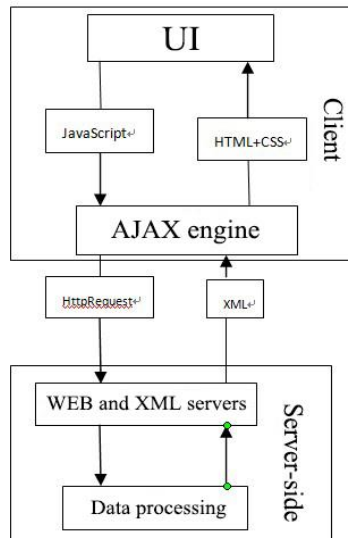 UI
JavaScript↵
HTML+CSS↵
Client
AJAX engine
HttpRequest↵
XML↵
WEB and XML servers
Server-side
Data processing